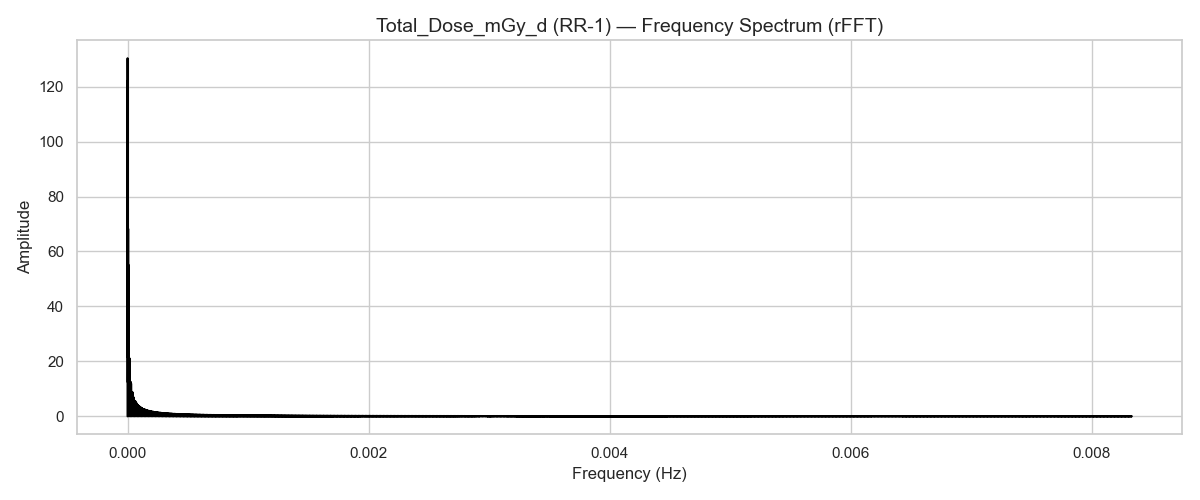 Total_Dose_mGy_d (RR-1) — Frequency Spectrum (rFFT)
120
100
80
60
40
20
0
Amplitude
0.000 0.002 0.004 0.006 0.008
Frequency (Hz)